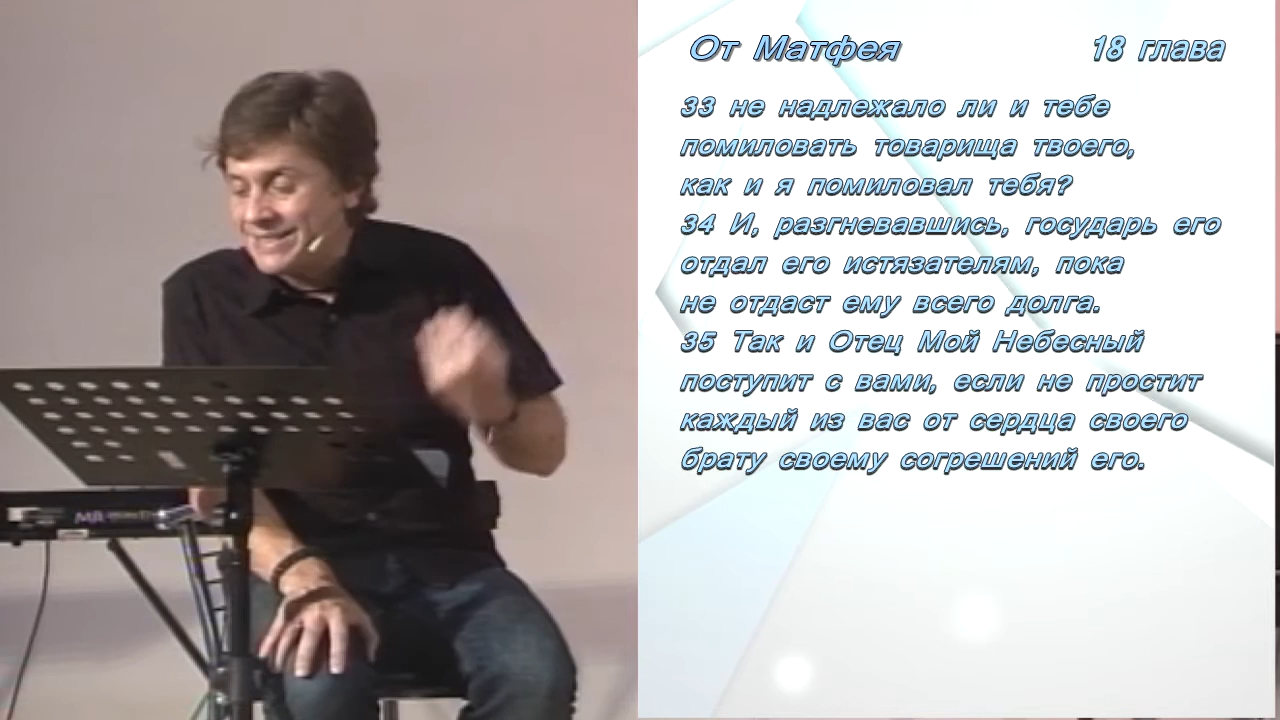 От Матфея 18 глава
33 не надлежало ли и тебе
помиловать товарища твоего,
как и я помиловал тебя?
34 И, разгневавшись, государь его
отдал его истязателям, пока
не отдаст ему всего долга.
35 Так и Отец Мой Небесный
поступит с вами, если не простит
каждый из вас от сердца своего
брату своему согрешений его.